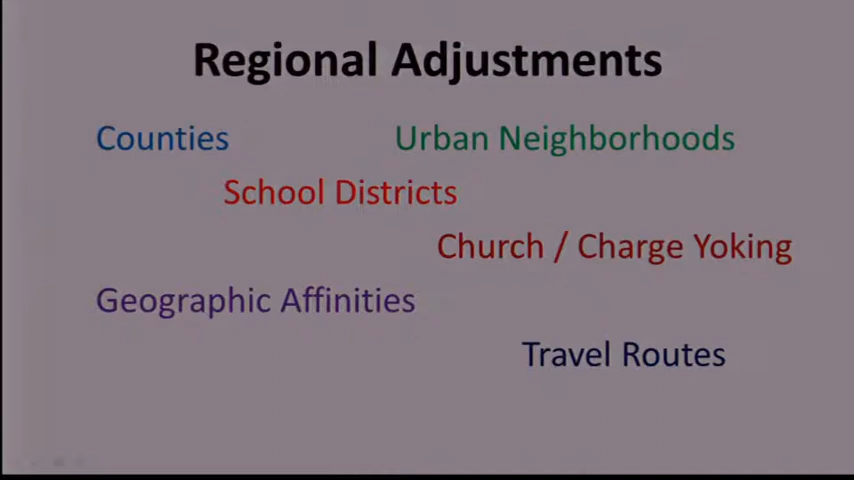 Regional Adjustments
Counties
Urban Neighborhoods
School Districts
Church / Charge Yoking
Geographic Affinities
Travel Routes